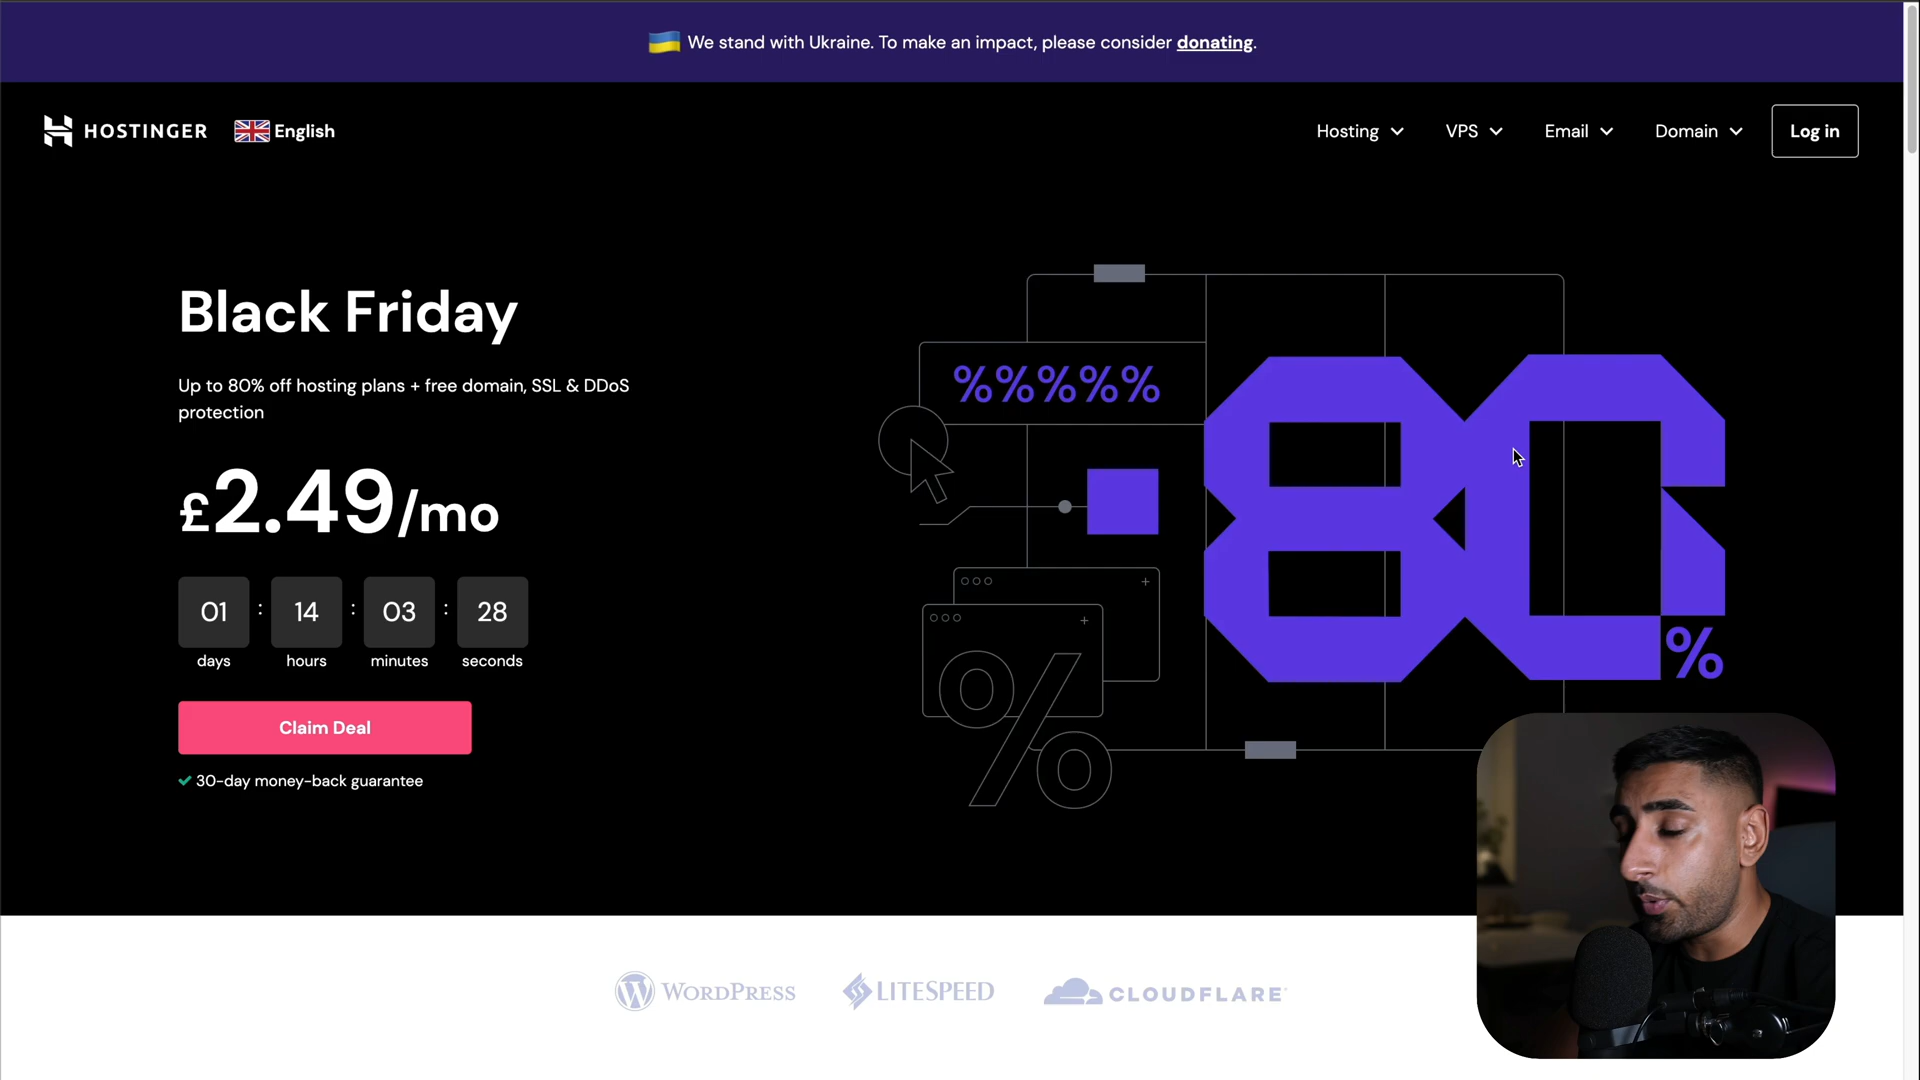 We stand with Ukraine. To make an impact, please consider donating.
HOSTINGER
English
Hosting
VPS
Email
Domain
Log in
Black Friday
Up to 80% off hosting plans + free domain, SSL & DDoS
protection
£2.49/mo
01 : 14 : 03 : 28
days hours minutes seconds
Claim Deal
30-day money-back guarantee
%%%%%
-80%
%
WORDPRESS
LITESPEED
CLOUDFLARE